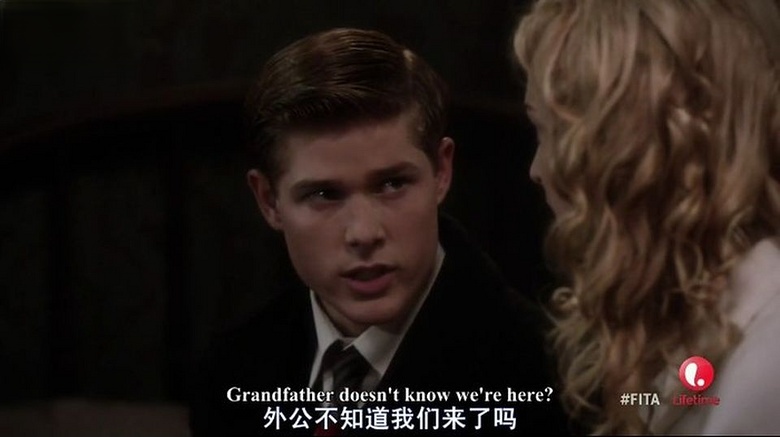 Grandfather doesn't know we're here?
外公不知道我们来了吗
#FITA
Lifetime